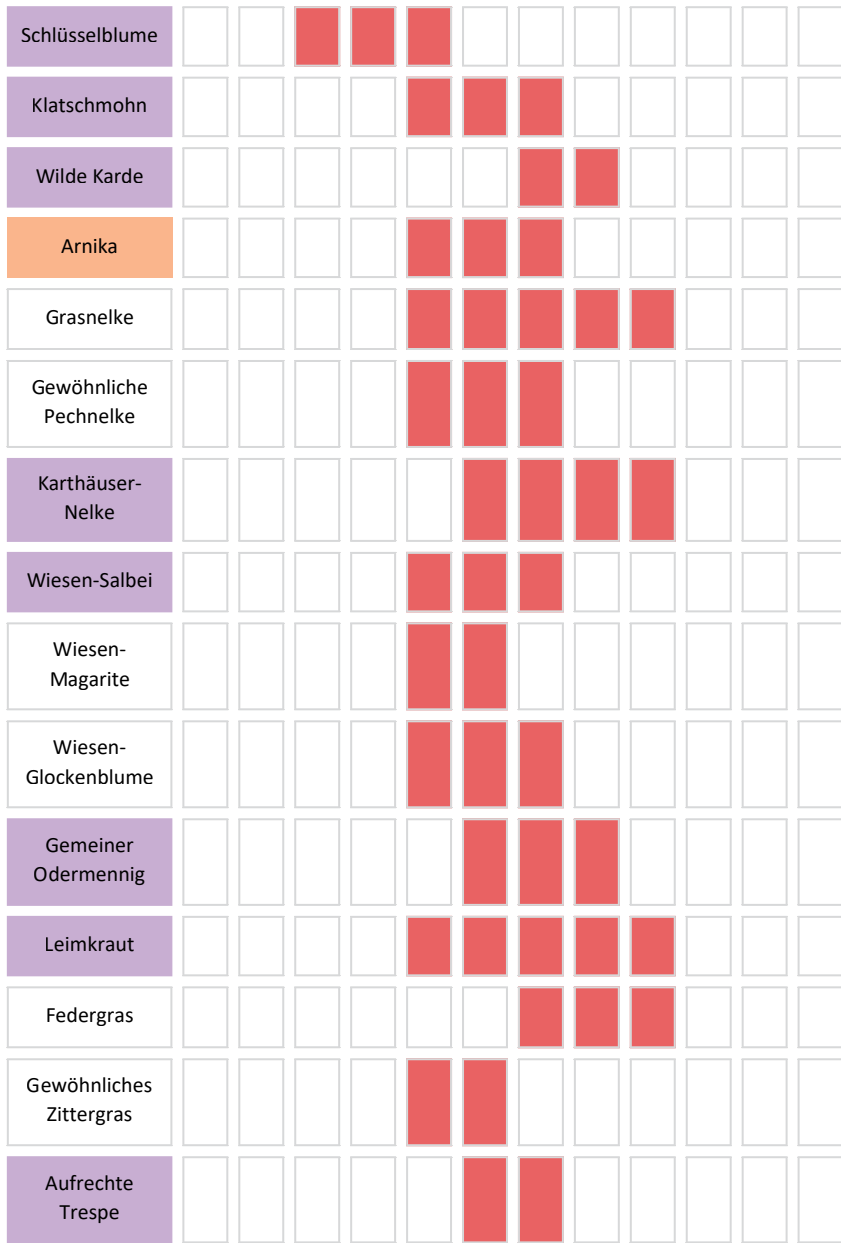 Schlüsselblume
Klatschmohn
Wilde Karde
Arnika
Grasnelke
Gewöhnliche
Pechnelke
Karthäuser-
Nelke
Wiesen-Salbei
Wiesen-
Magarite
Wiesen-
Glockenblume
Gemeiner
Odermennig
Leimkraut
Federgras
Gewöhnliches
Zittergras
Aufrechte
Trespe